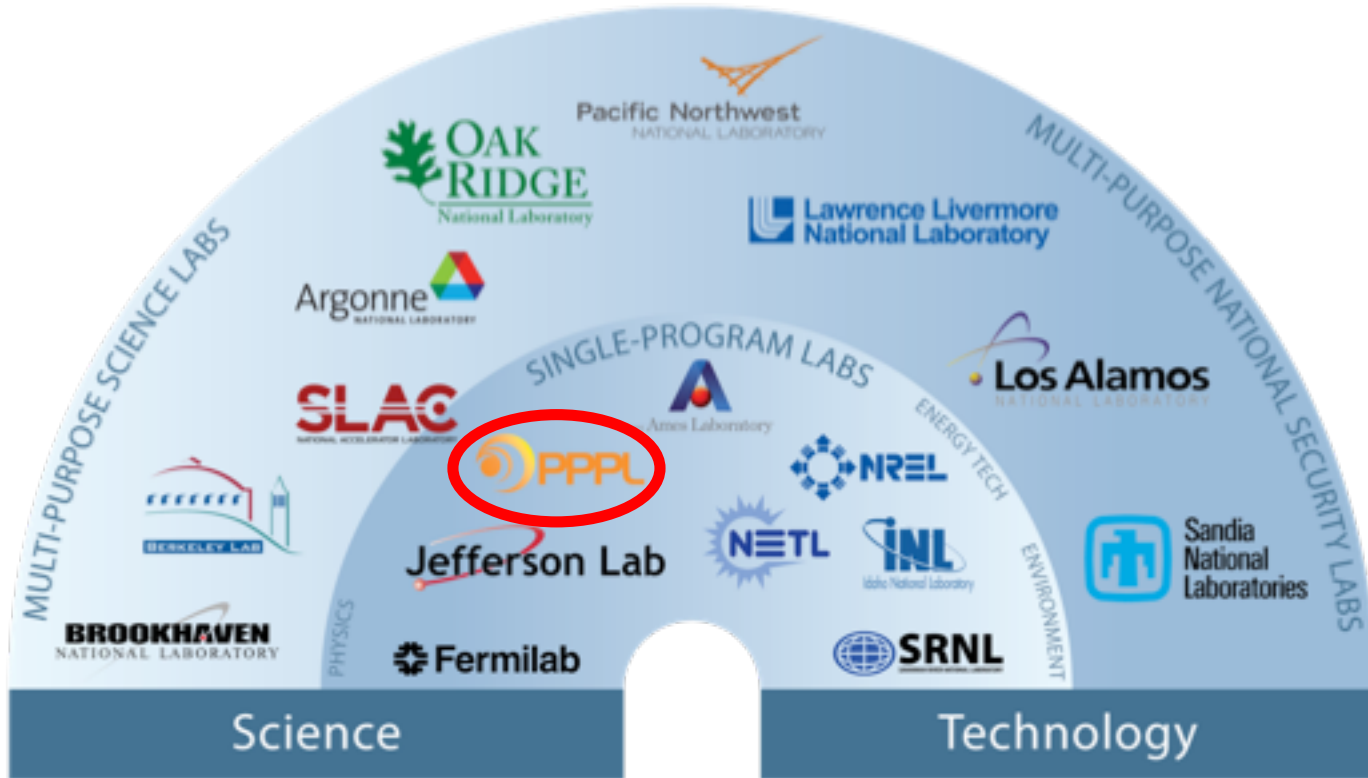 Pacific Northwest
NATIONAL LABORATORY
OAK
RIDGE
National Laboratory
MULTI-PURPOSE SCIENCE LABS
MULTI-PURPOSE NATIONAL SECURITY LABS
Lawrence Livermore
National Laboratory
Argonne
NATIONAL LABORATORY
SINGLE-PROGRAM LABS
Los Alamos
NATIONAL LABORATORY
SLAC
NATIONAL ACCELERATOR LABORATORY
Ames Laboratory
ENERGY TECH
PPPL
NREL
BERKELEY LAB
Jefferson Lab
NETL
INL
Idaho National Laboratory
ENVIRONMENT
Sandia
National
Laboratories
PHYSICS
BROOKHAVEN
NATIONAL LABORATORY
Fermilab
SRNL
Science
Technology